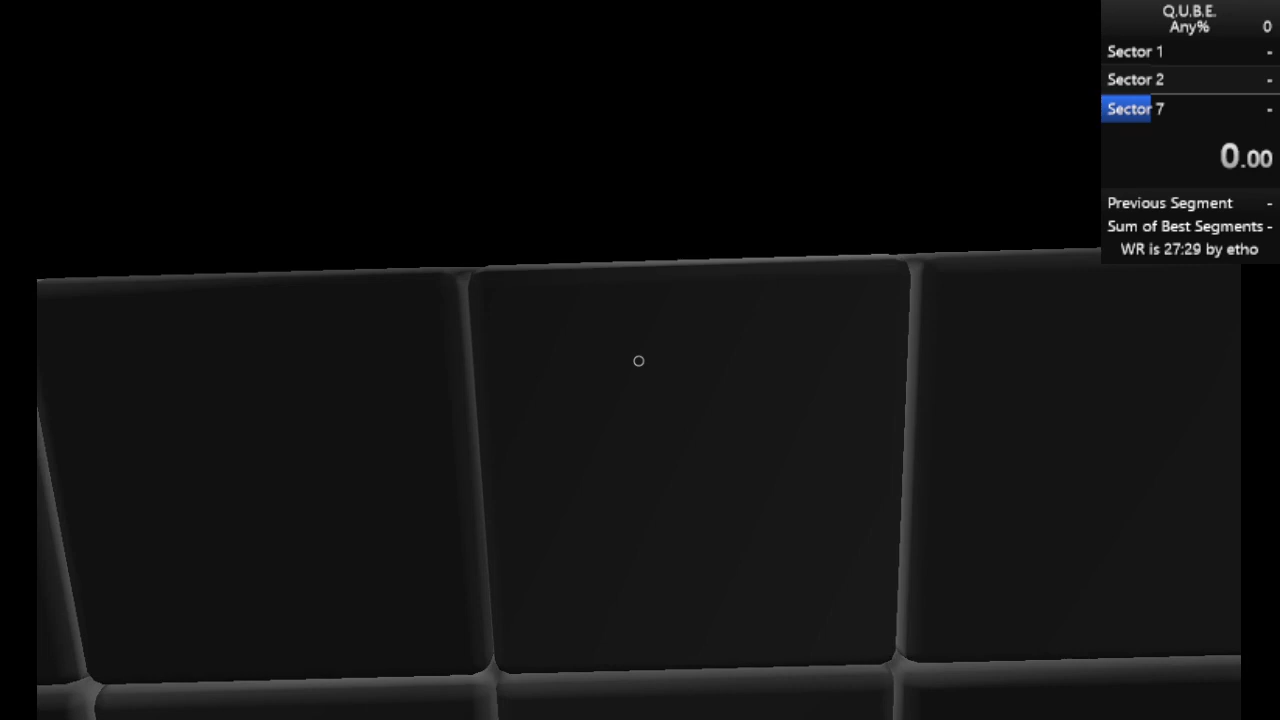 Q.U.B.E.
Any% 0
Sector 1 -
Sector 2 -
Sector 7 -
0.00
Previous Segment -
Sum of Best Segments -
WR is 27:29 by etho